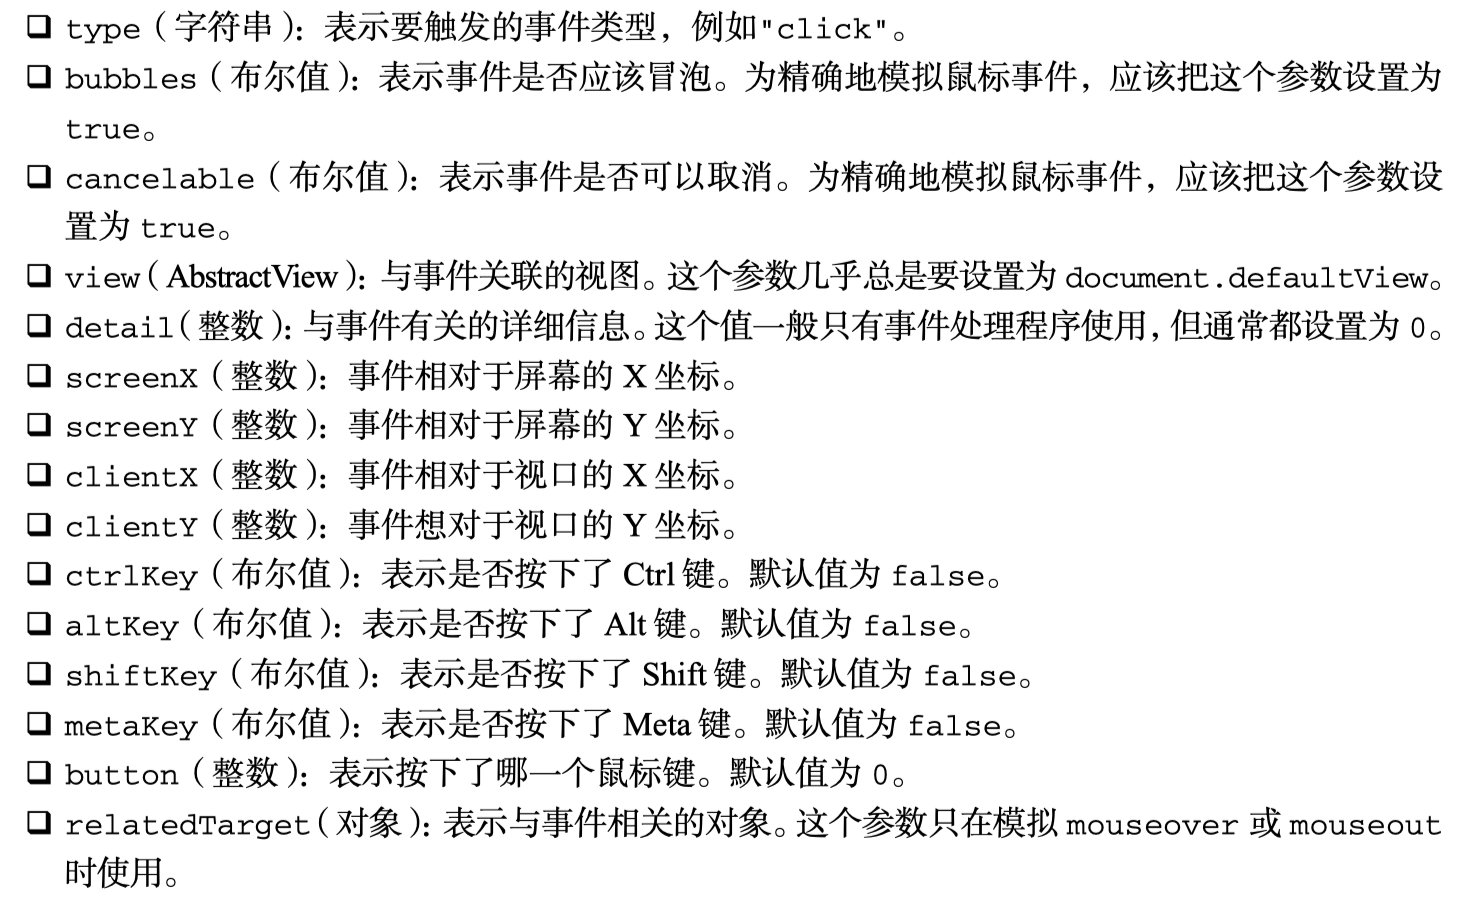 ❏ type（字符串）：表示要触发的事件类型，例如"click"。
❏ bubbles（布尔值）：表示事件是否应该冒泡。为精确地模拟鼠标事件，应该把这个参数设置为
true。
❏ cancelable（布尔值）：表示事件是否可以取消。为精确地模拟鼠标事件，应该把这个参数设
置为 true。
❏ view（AbstractView）：与事件关联的视图。这个参数几乎总是要设置为 document.defaultView。
❏ detail（整数）：与事件有关的详细信息。这个值一般只有事件处理程序使用，但通常都设置为 0。
❏ screenX（整数）：事件相对于屏幕的 X 坐标。
❏ screenY（整数）：事件相对于屏幕的 Y 坐标。
❏ clientX（整数）：事件相对于视口的 X 坐标。
❏ clientY（整数）：事件想对于视口的 Y 坐标。
❏ ctrlKey（布尔值）：表示是否按下了 Ctrl 键。默认值为 false。
❏ altKey（布尔值）：表示是否按下了 Alt 键。默认值为 false。
❏ shiftKey（布尔值）：表示是否按下了 Shift 键。默认值为 false。
❏ metaKey（布尔值）：表示是否按下了 Meta 键。默认值为 false。
❏ button（整数）：表示按下了哪一个鼠标键。默认值为 0。
❏ relatedTarget（对象）：表示与事件相关的对象。这个参数只在模拟 mouseover 或 mouseout
时使用。